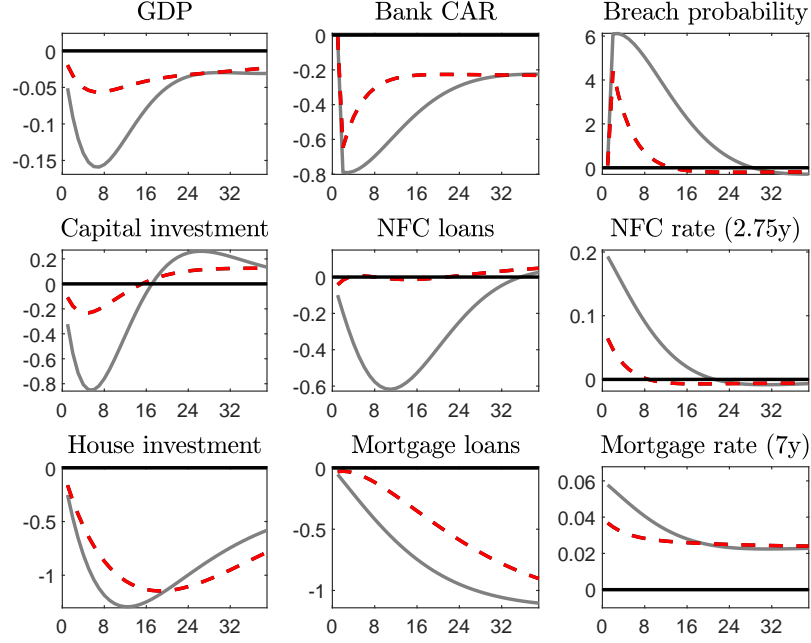 GDP
Bank CAR
Breach probability
0
-0.05
-0.1
-0.15
0 8 16 24 32
0
-0.2
-0.4
-0.6
-0.8
0 8 16 24 32
6
4
2
0
0 8 16 24 32
Capital investment
NFC loans
NFC rate (2.75y)
0.2
0
-0.2
-0.4
-0.6
-0.8
0 8 16 24 32
0
-0.2
-0.4
-0.6
0 8 16 24 32
0.2
0.1
0
0 8 16 24 32
House investment
Mortgage loans
Mortgage rate (7y)
0
-0.5
-1
0 8 16 24 32
0
-0.5
-1
0 8 16 24 32
0.06
0.04
0.02
0
0 8 16 24 32